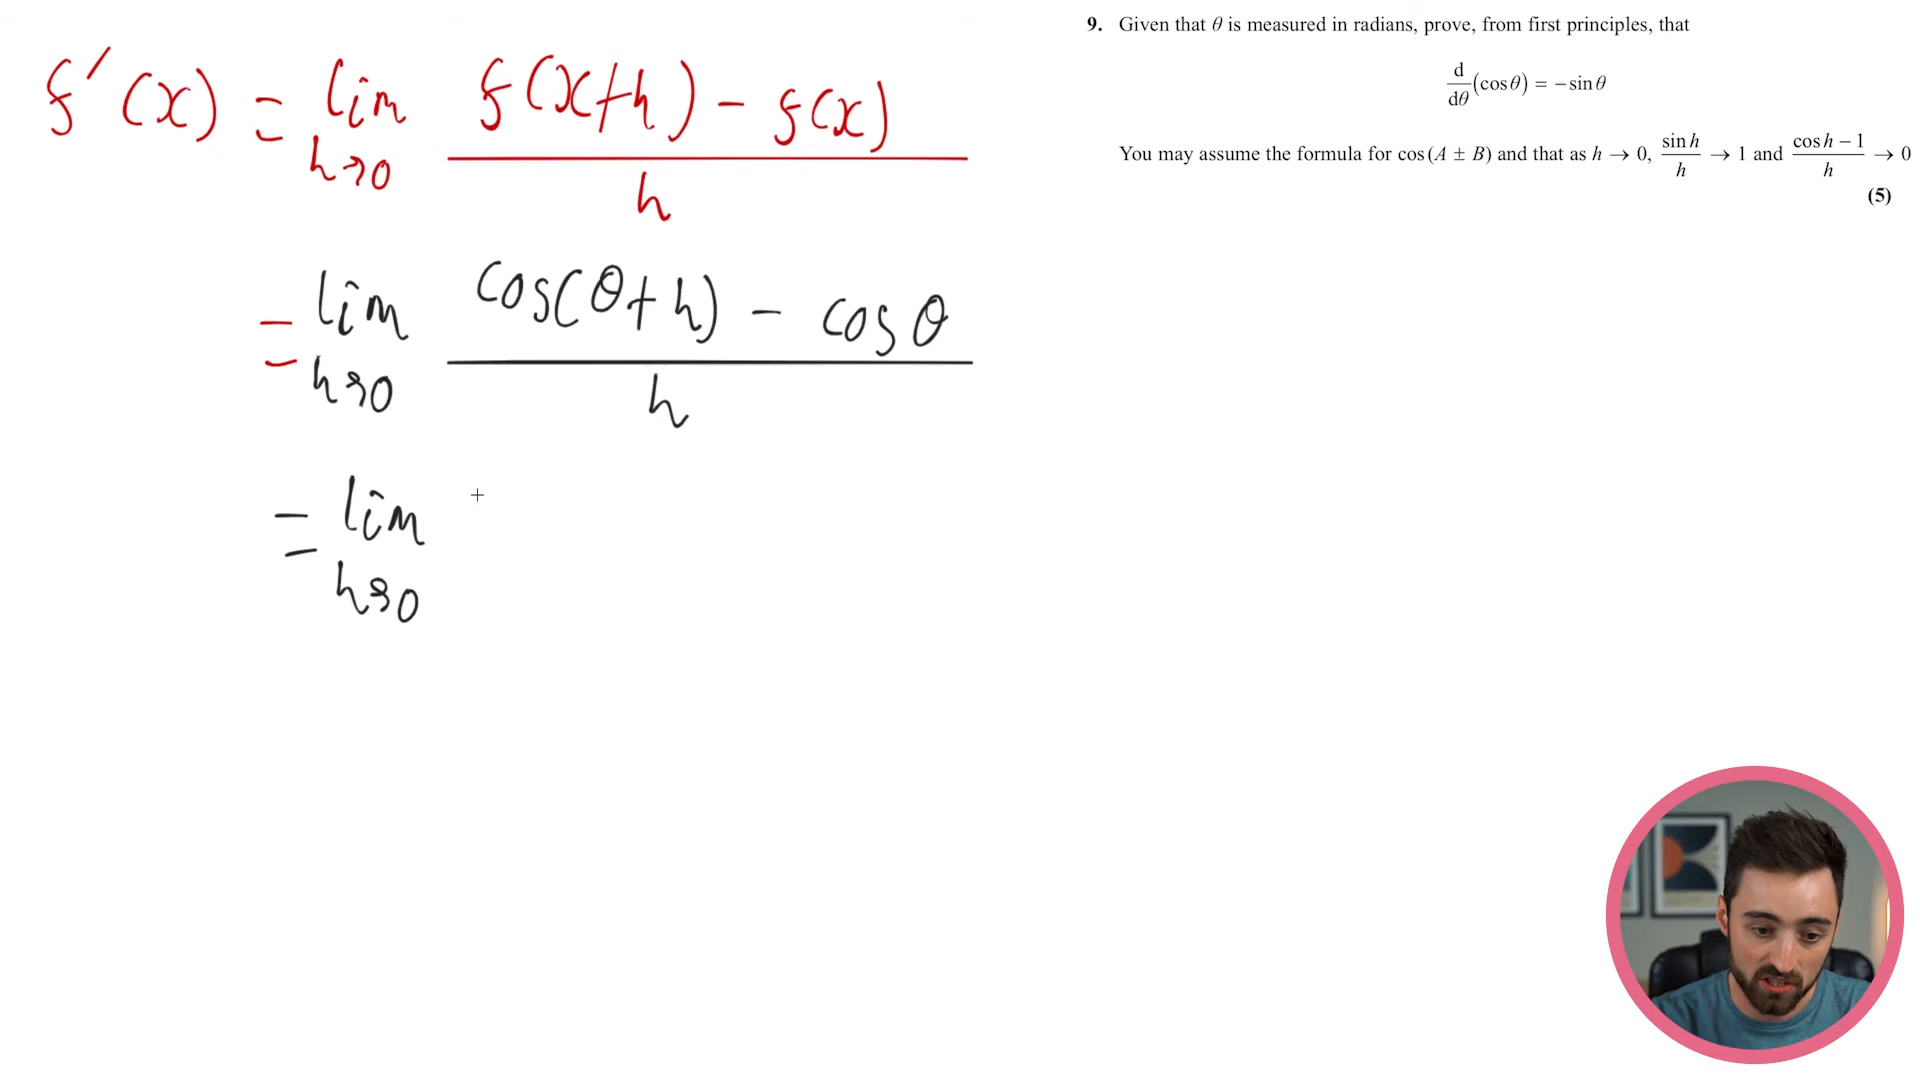 f'(x) = lim h→0 f(x+h) - f(x) / h
= lim h→0 cos(θ+h) - cos θ / h
= lim h→0
9. Given that θ is measured in radians, prove, from first principles, that
d/dθ (cos θ) = − sin θ
You may assume the formula for cos (A ± B) and that as h → 0, sin h / h → 1 and cos h − 1 / h → 0
(5)